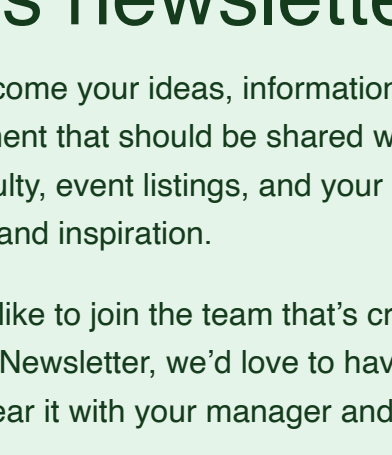 s newslette
come your ideas, information
ent that should be shared w
ulty, event listings, and your
and inspiration.
like to join the team that's cr
Newsletter, we'd love to hav
ear it with your manager and